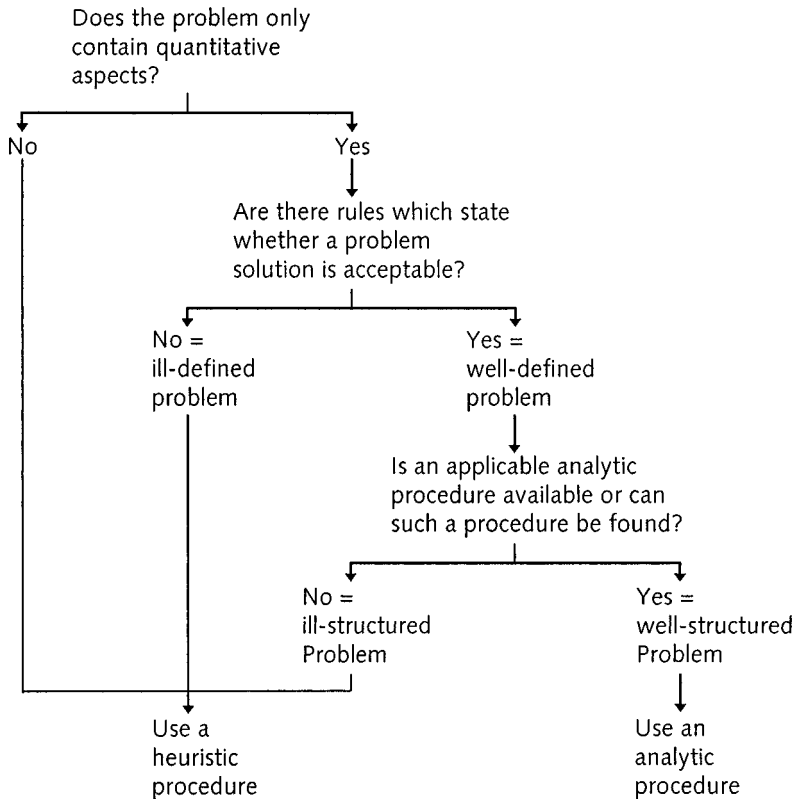 Does the problem only
contain quantitative
aspects?
No
Yes
Are there rules which state
whether a problem
solution is acceptable?
No =
ill-defined
problem
Yes =
well-defined
problem
Is an applicable analytic
procedure available or can
such a procedure be found?
No =
ill-structured
Problem
Yes =
well-structured
Problem
Use a
heuristic
procedure
Use an
analytic
procedure